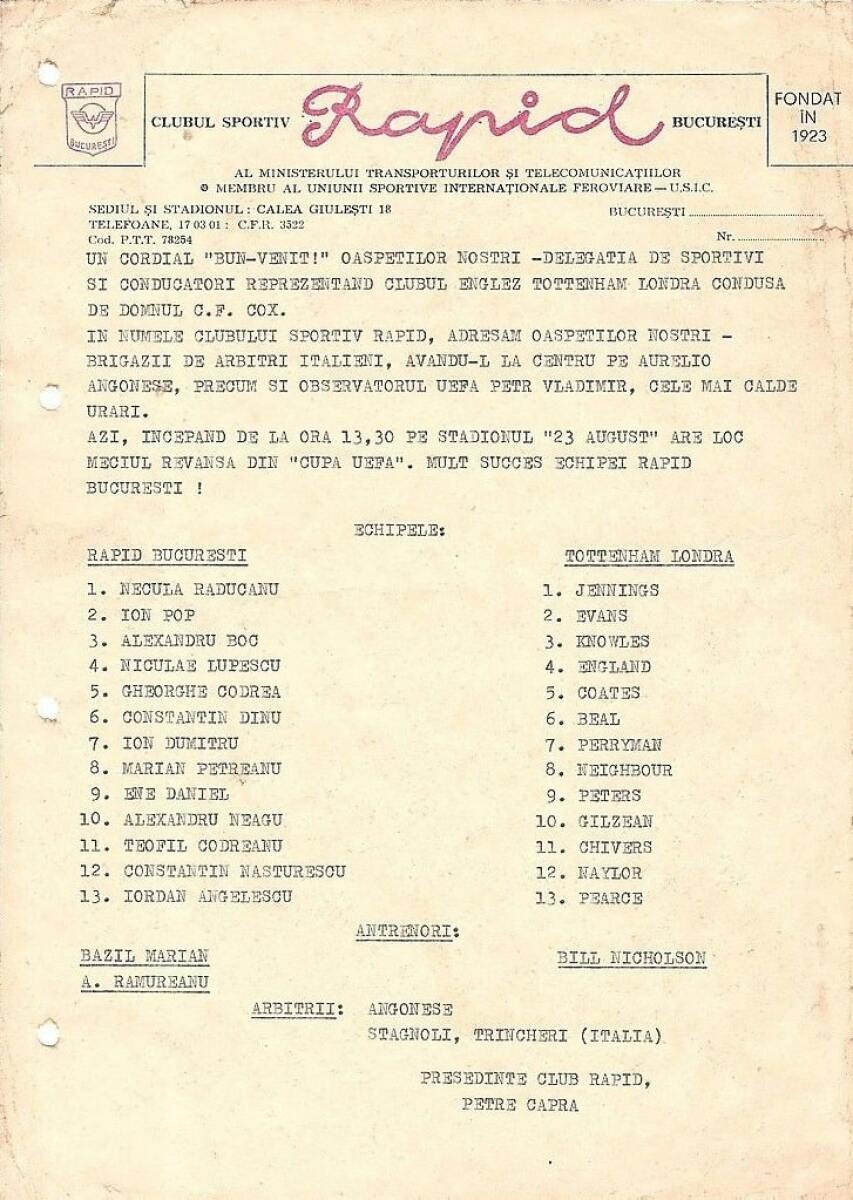 RAPID
BUCUREȘTI
CLUBUL SPORTIV Rapid BUCUREȘTI
FONDAT
ÎN
1923
AL MINISTERULUI TRANSPORTURILOR ȘI TELECOMUNICAȚIILOR
MEMBRU AL UNIUNII SPORTIVE INTERNAȚIONALE FEROVIARE — U.S.I.C.
SEDIUL ȘI STADIONUL : CALEA GIULEȘTI 18
BUCUREȘTI
TELEFOANE, 17 03 01 : C.F.R. 3522
Cod. P.T.T. 78254
Nr.
UN CORDIAL "BUN-VENIT!" OASPETILOR NOSTRI -DELEGATIA DE SPORTIVI
SI CONDUCATORI REPREZENTAND CLUBUL ENGLEZ TOTTENHAM LONDRA CONDUSA
DE DOMNUL C.F. COX.
IN NUMELE CLUBULUI SPORTIV RAPID, ADRESAM OASPETILOR NOSTRI -
BRIGAZII DE ARBITRI ITALIENI, AVANDU-L LA CENTRU PE AURELIO
ANGONESE, PRECUM SI OBSERVATORUL UEFA PETR VLADIMIR, CELE MAI CALDE
URARI.
AZI, INCEPAND DE LA ORA 13,30 PE STADIONUL "23 AUGUST" ARE LOC
MECIUL REVANSA DIN "CUPA UEFA". MULT SUCCES ECHIPEI RAPID
BUCURESTI !
ECHIPELE:
RAPID BUCURESTI
TOTTENHAM LONDRA
1. NECULA RADUCANU
2. ION POP
3. ALEXANDRU BOC
4. NICULAE LUPESCU
5. GHEORGHE CODREA
6. CONSTANTIN DINU
7. ION DUMITRU
8. MARIAN PETREANU
9. ENE DANIEL
10. ALEXANDRU NEAGU
11. TEOFIL CODREANU
12. CONSTANTIN NASTURESCU
13. IORDAN ANGELESCU
1. JENNINGS
2. EVANS
3. KNOWLES
4. ENGLAND
5. COATES
6. BEAL
7. PERRYMAN
8. NEIGHBOUR
9. PETERS
10. GILZEAN
11. CHIVERS
12. NAYLOR
13. PEARCE
ANTRENORI:
BAZIL MARIAN
A. RAMUREANU
BILL NICHOLSON
ARBITRII: ANGONESE
STAGNOLI, TRINCHERI (ITALIA)
PRESEDINTE CLUB RAPID,
PETRE CAPRA